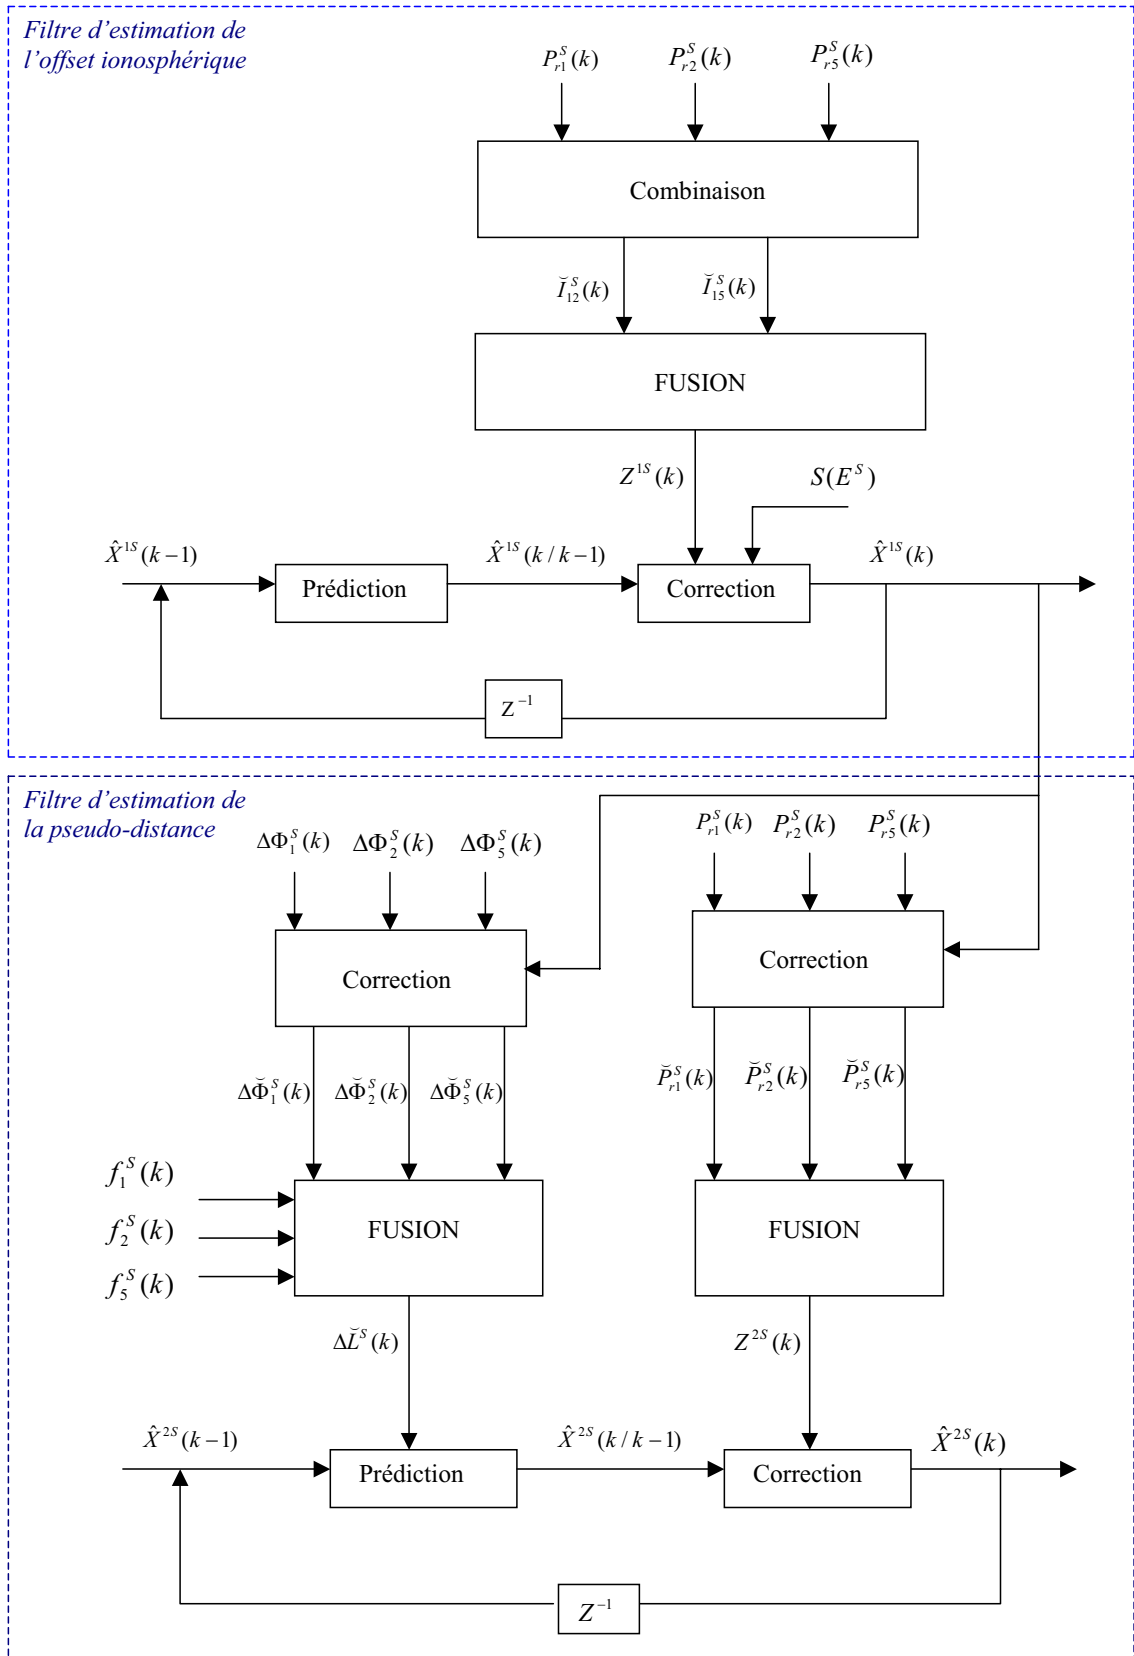 Filtre d'estimation de
l'offset ionosphérique
P_{r1}^S(k) P_{r2}^S(k) P_{r5}^S(k)
Combinaison
Ĭ_{12}^S(k) Ĭ_{15}^S(k)
FUSION
Z^{1S}(k) S(E^S)
X̂^{1S}(k−1) X̂^{1S}(k/k−1) X̂^{1S}(k)
Prédiction Correction
Z^{−1}
Filtre d'estimation de
la pseudo-distance
ΔΦ_1^S(k) ΔΦ_2^S(k) ΔΦ_5^S(k) P_{r1}^S(k) P_{r2}^S(k) P_{r5}^S(k)
Correction Correction
ΔΦ̆_1^S(k) ΔΦ̆_2^S(k) ΔΦ̆_5^S(k) P̆_{r1}^S(k) P̆_{r2}^S(k) P̆_{r5}^S(k)
f_1^S(k)
f_2^S(k)
f_5^S(k)
FUSION FUSION
ΔL̆^S(k) Z^{2S}(k)
X̂^{2S}(k−1) X̂^{2S}(k/k−1) X̂^{2S}(k)
Prédiction Correction
Z^{−1}